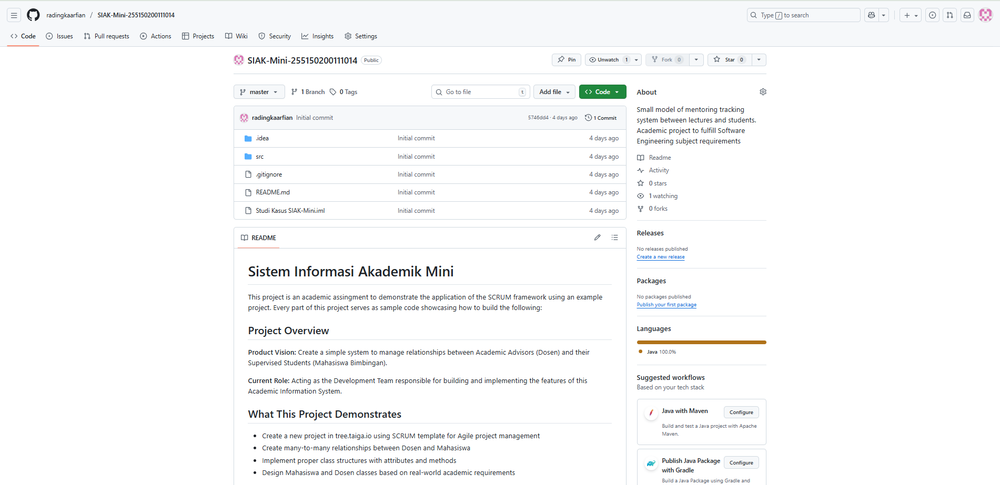 radingkaarfian / SIAK-Mini-255150200111014
Type / to search
Code Issues Pull requests Actions Projects Wiki Security Insights Settings
SIAK-Mini-255150200111014 Public
Pin Unwatch 1 Fork 0 Star 0
master 1 Branch 0 Tags Go to file t Add file Code
radingkaarfian Initial commit 5746dd4 · 4 days ago 1 Commit
.idea Initial commit 4 days ago
src Initial commit 4 days ago
.gitignore Initial commit 4 days ago
README.md Initial commit 4 days ago
Studi Kasus SIAK-Mini.iml Initial commit 4 days ago
README
Sistem Informasi Akademik Mini
This project is an academic assingment to demonstrate the application of the SCRUM framework using an example
project. Every part of this project serves as sample code showcasing how to build the following:
Project Overview
Product Vision: Create a simple system to manage relationships between Academic Advisors (Dosen) and their
Supervised Students (Mahasiswa Bimbingan).
Current Role: Acting as the Development Team responsible for building and implementing the features of this
Academic Information System.
What This Project Demonstrates
• Create a new project in tree.taiga.io using SCRUM template for Agile project management
• Create many-to-many relationships between Dosen and Mahasiswa
• Implement proper class structures with attributes and methods
• Design Mahasiswa and Dosen classes based on real-world academic requirements
About
Small model of mentoring tracking
system between lectures and students.
Academic project to fulfill Software
Engineering subject requirements
Readme
Activity
0 stars
1 watching
0 forks
Releases
No releases published
Create a new release
Packages
No packages published
Publish your first package
Languages
Java 100.0%
Suggested workflows
Based on your tech stack
Java with Maven Configure
Build and test a Java project with Apache
Maven.
Publish Java Package Configure
with Gradle
Build a Java Package using Gradle and